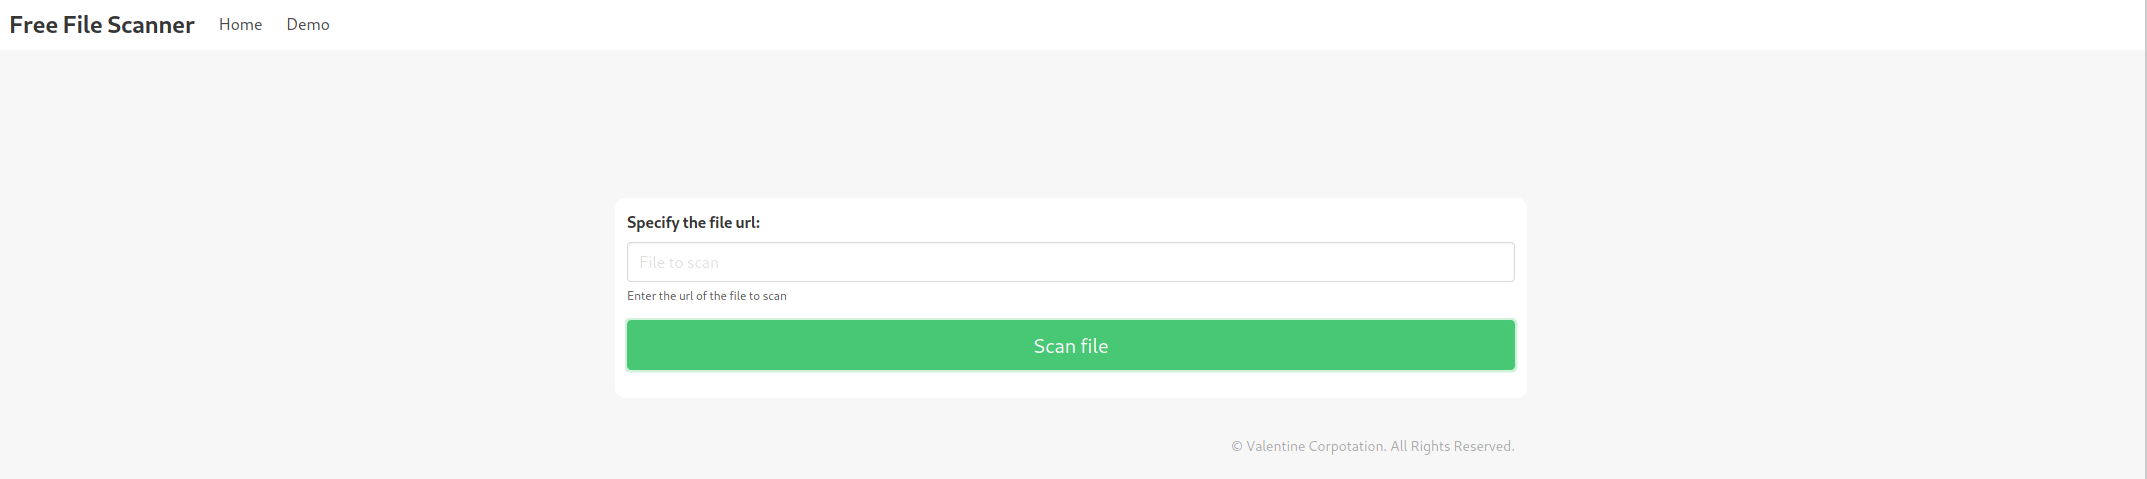 Free File Scanner Home Demo
Specify the file url:
File to scan
Enter the url of the file to scan
Scan file
© Valentine Corpotation. All Rights Reserved.